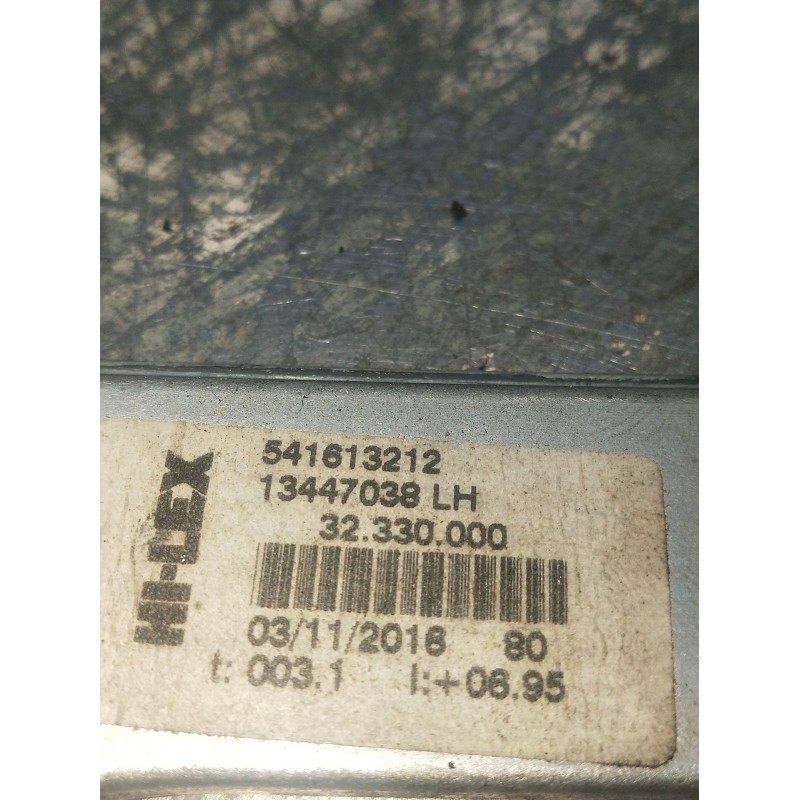 HI-LEX
541613212
13447038 LH
32.330.000
03/11/2016 80
t: 003.1 l:+06.95